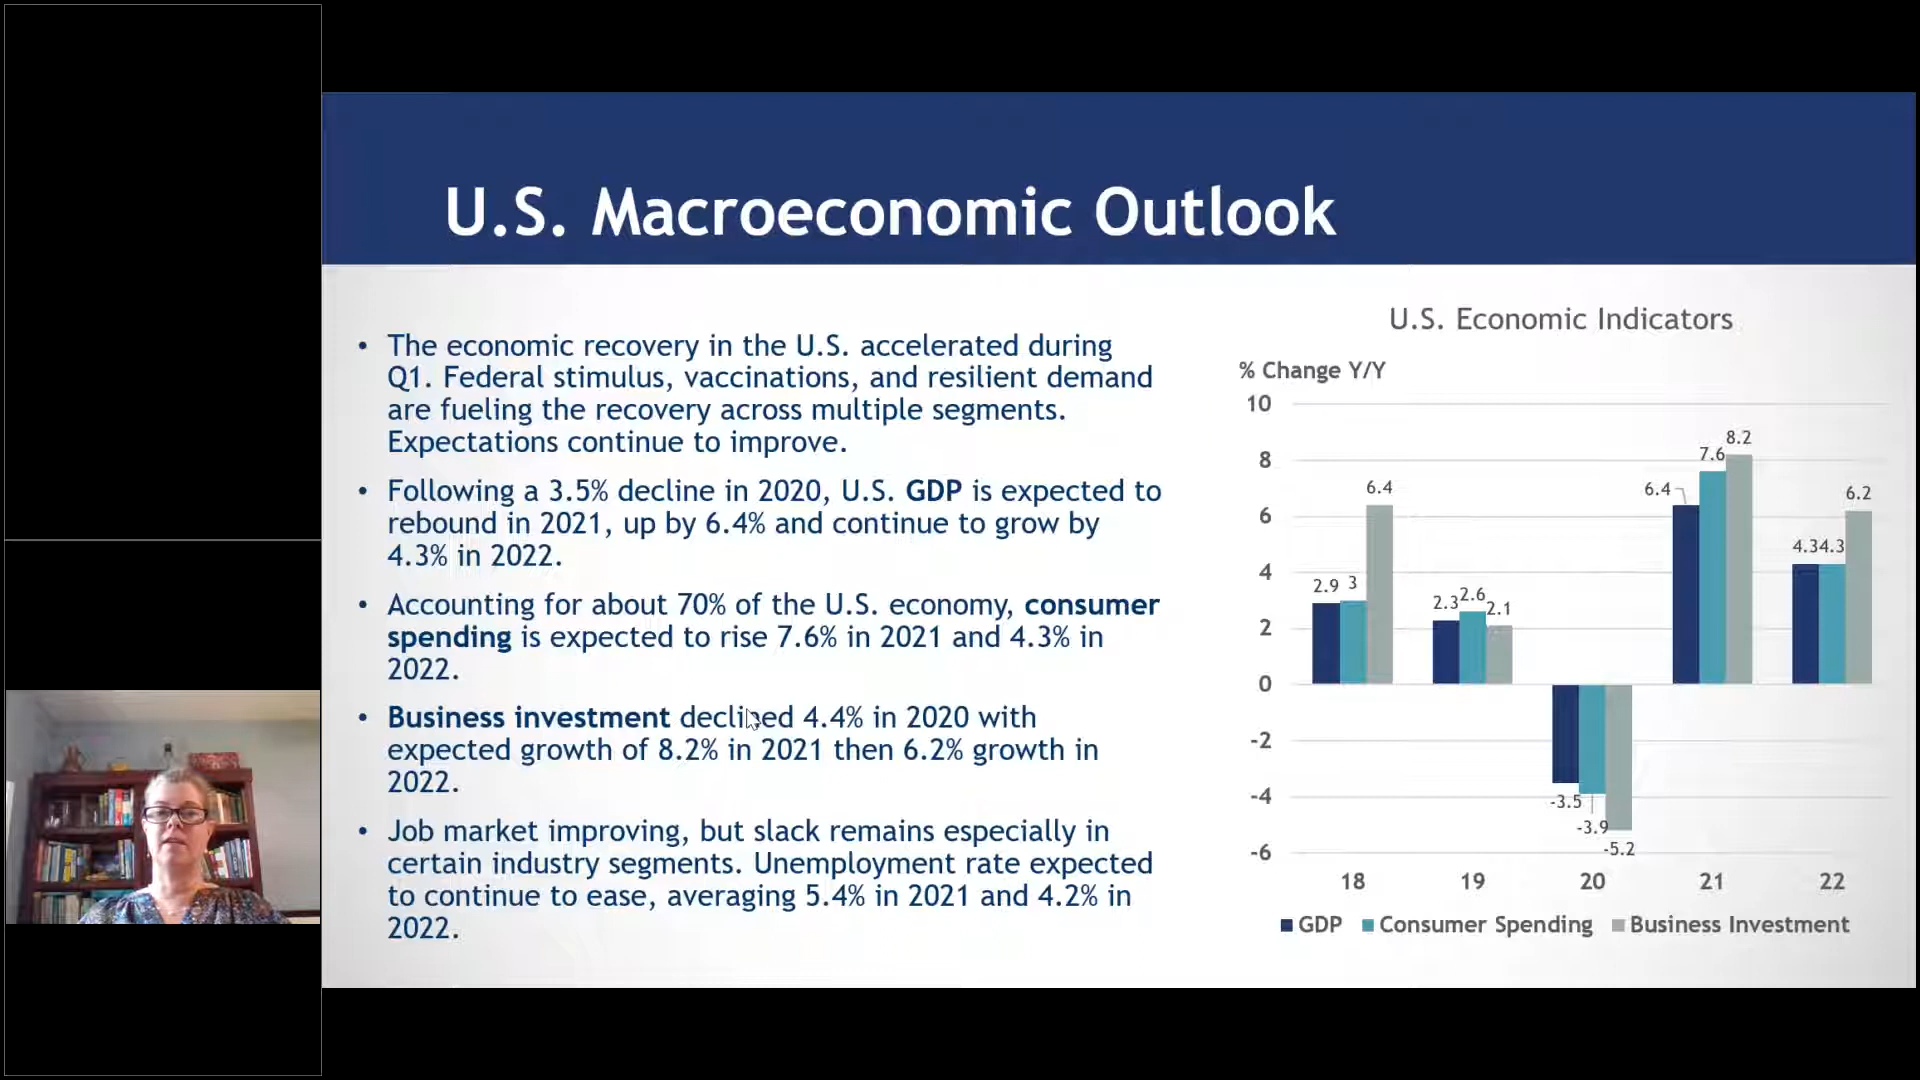 U.S. Macroeconomic Outlook
• The economic recovery in the U.S. accelerated during
Q1. Federal stimulus, vaccinations, and resilient demand
are fueling the recovery across multiple segments.
Expectations continue to improve.
• Following a 3.5% decline in 2020, U.S. GDP is expected to
rebound in 2021, up by 6.4% and continue to grow by
4.3% in 2022.
• Accounting for about 70% of the U.S. economy, consumer
spending is expected to rise 7.6% in 2021 and 4.3% in
2022.
• Business investment declined 4.4% in 2020 with
expected growth of 8.2% in 2021 then 6.2% growth in
2022.
• Job market improving, but slack remains especially in
certain industry segments. Unemployment rate expected
to continue to ease, averaging 5.4% in 2021 and 4.2% in
2022.
U.S. Economic Indicators
% Change Y/Y
10
8
6
4
2
0
-2
-4
-6
2.9 3 6.4
2.3 2.6 2.1
-3.5 -3.9 -5.2
6.4 7.6 8.2
4.3 4.3 6.2
18 19 20 21 22
GDP Consumer Spending Business Investment